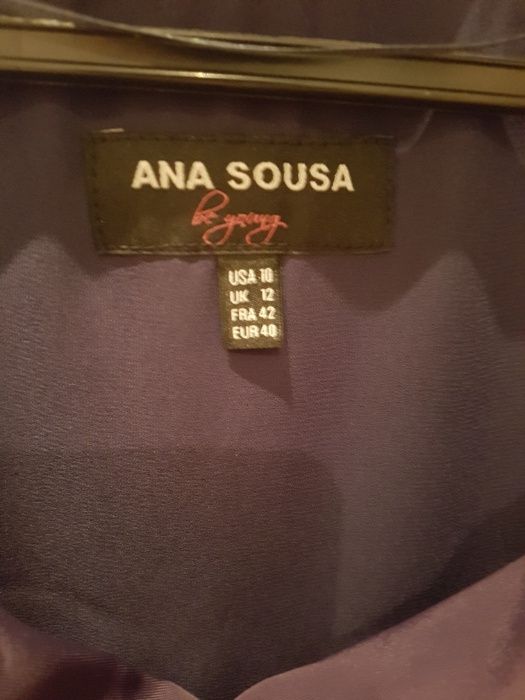 ANA SOUSA
be young
USA 10
UK 12
FRA 42
EUR 40